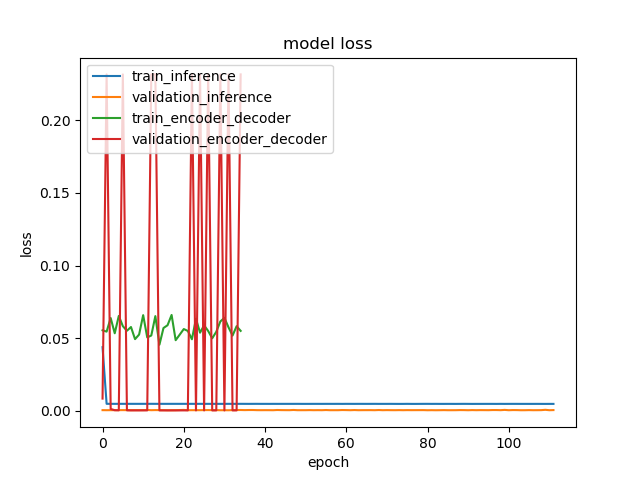 model loss
train_inference
validation_inference
train_encoder_decoder
validation_encoder_decoder
0.20
0.15
loss
0.10
0.05
0.00
0 20 40 60 80 100
epoch